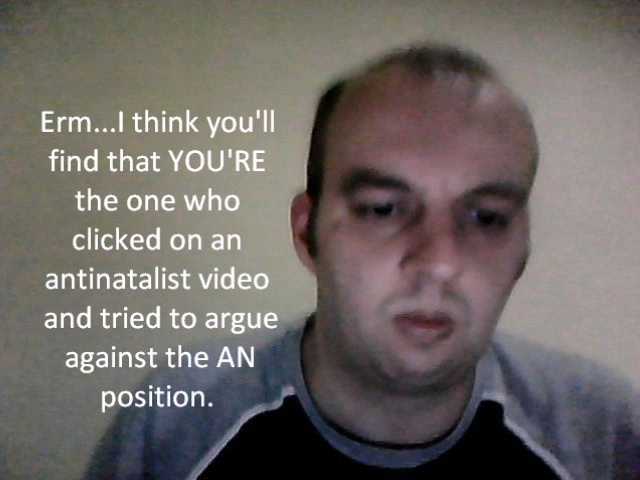 Erm...I think you'll
find that YOU'RE
the one who
clicked on an
antinatalist video
and tried to argue
against the AN
position.